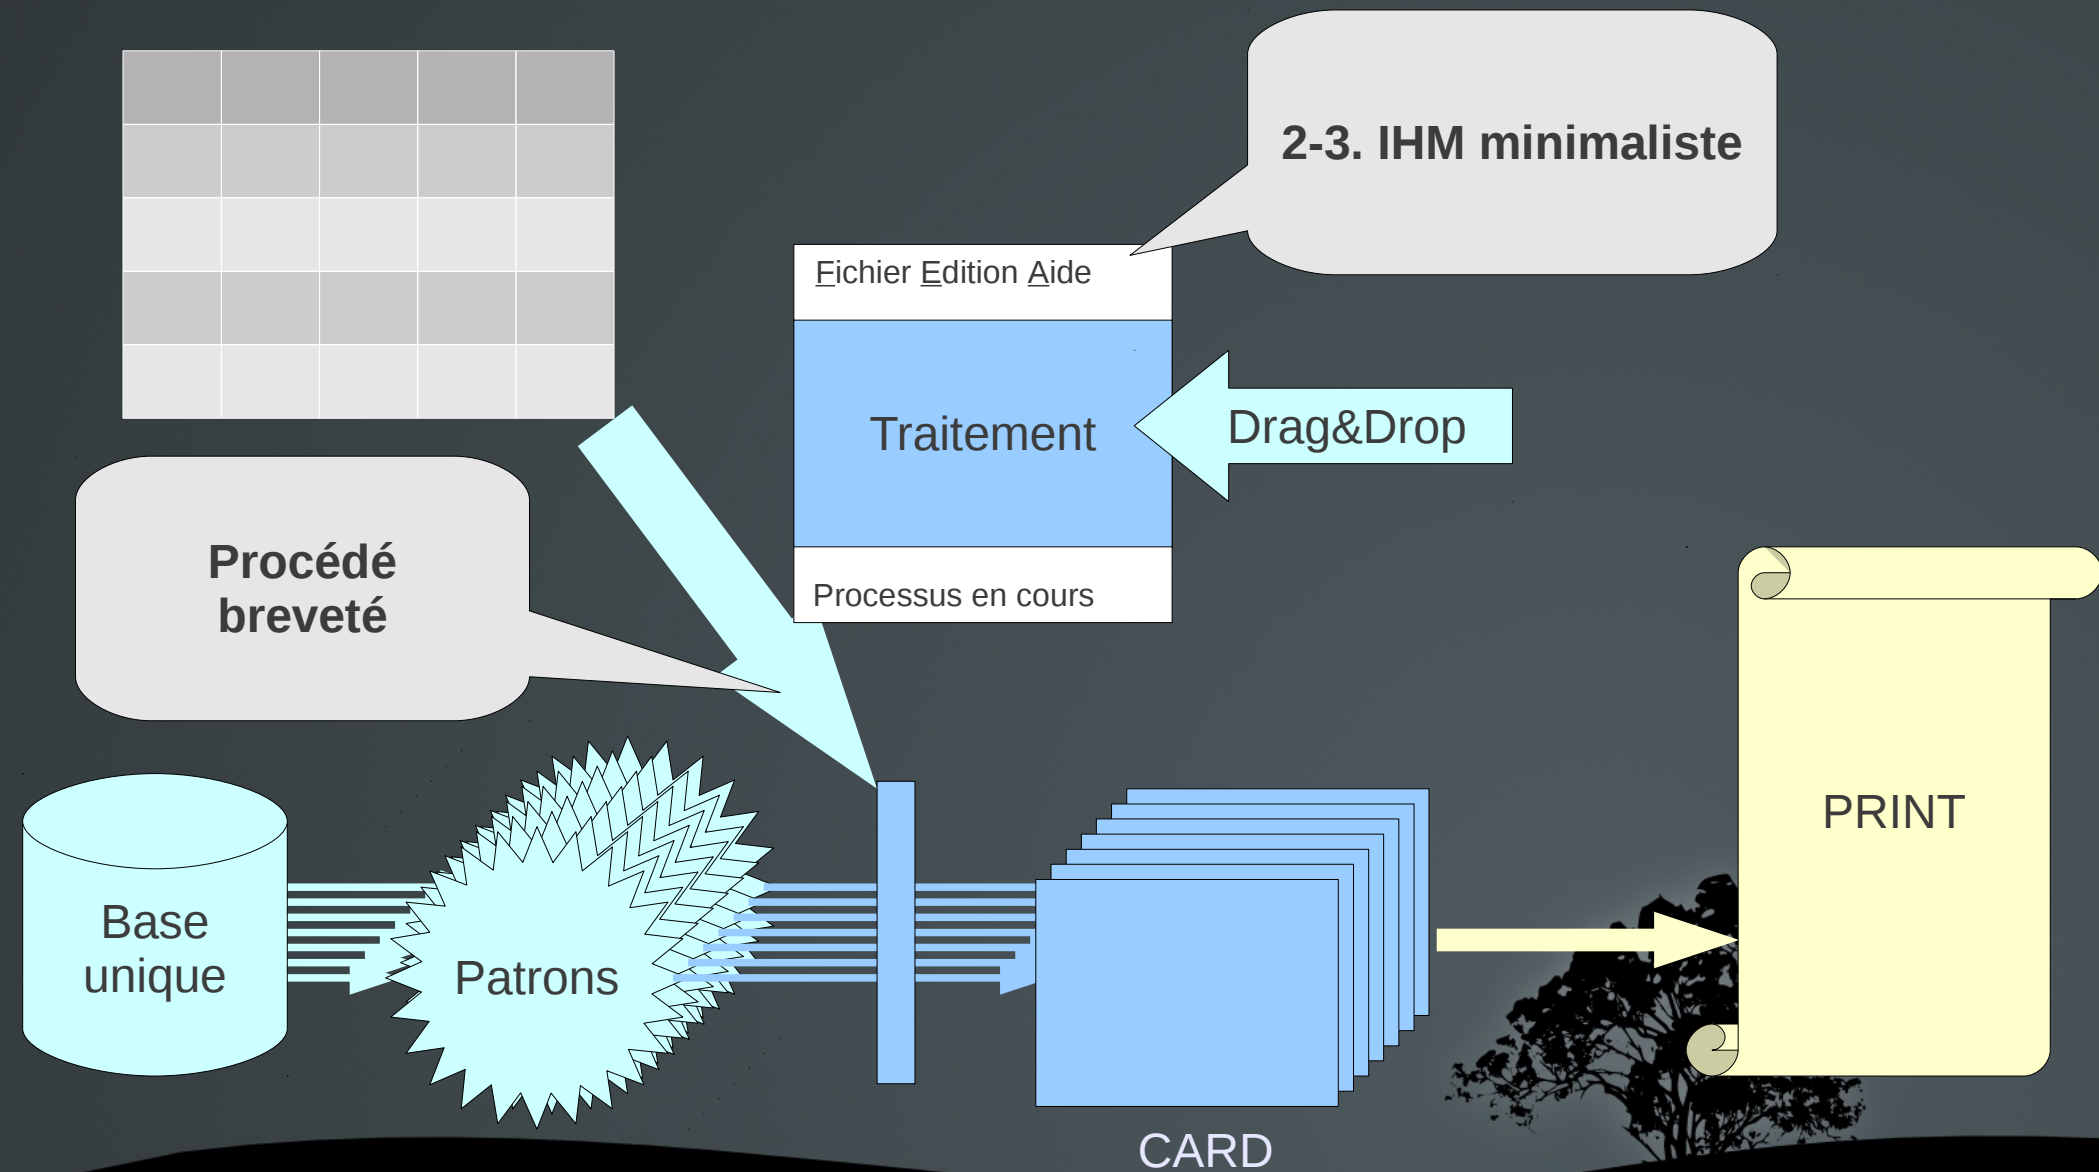 2-3. IHM minimaliste
Fichier Edition Aide
Traitement
Drag&Drop
Processus en cours
Procédé
breveté
Base
unique
Patrons
PRINT
CARD